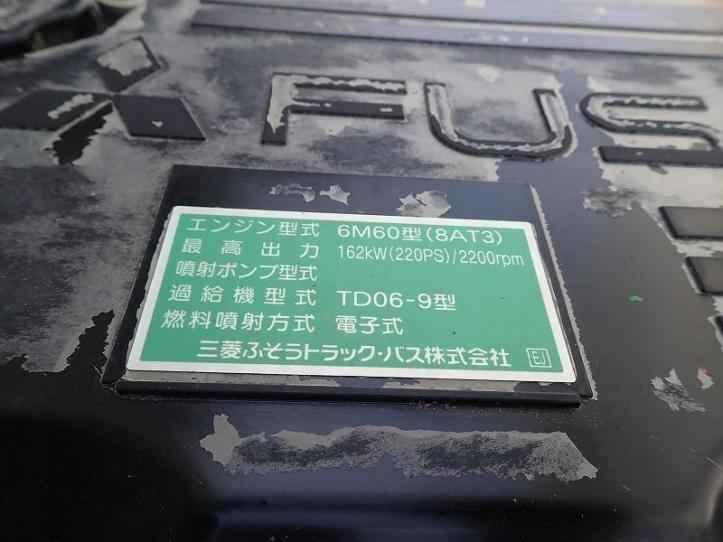 FUS
エンジン型式 6M60型(8AT3)
最高出力 162kW(220PS)/2200rpm
噴射ポンプ型式
過給機型式 TD06-9型
燃料噴射方式 電子式
三菱ふそうトラック・バス株式会社 EJ